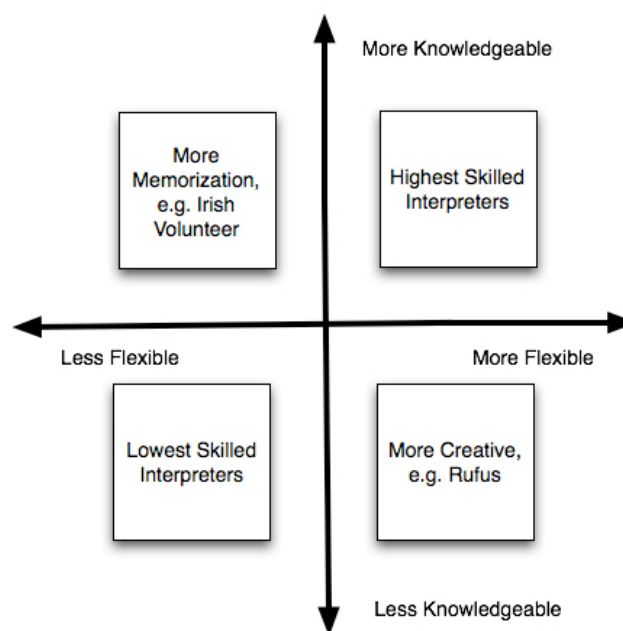 More Knowledgeable
More
Memorization,
e.g. Irish
Volunteer
Highest Skilled
Interpreters
Less Flexible
More Flexible
Lowest Skilled
Interpreters
More Creative,
e.g. Rufus
Less Knowledgeable